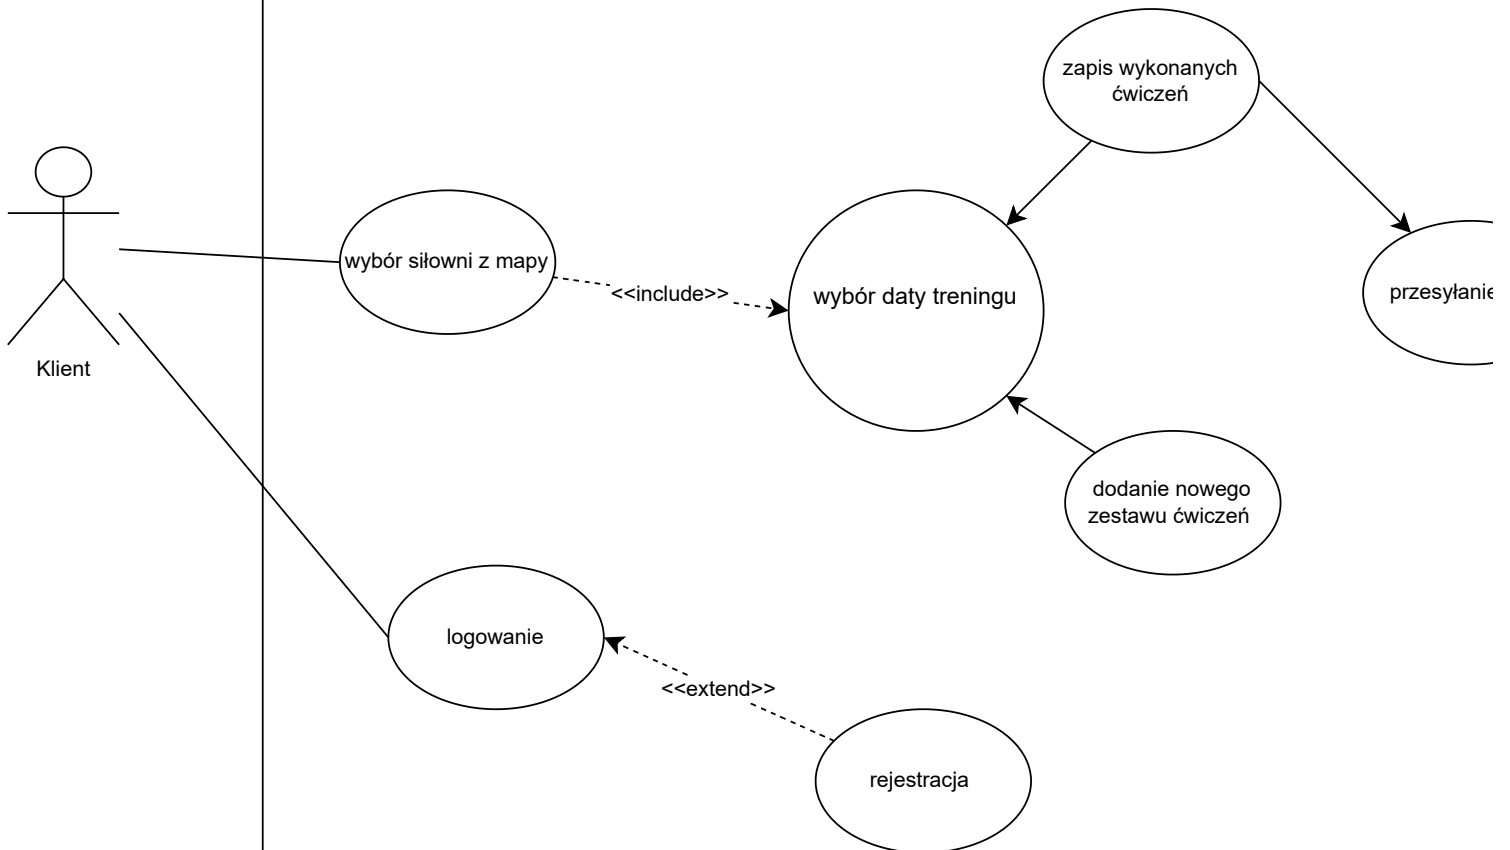 zapis wykonanych
ćwiczeń
wybór siłowni z mapy
<<include>>
wybór daty treningu
przesyłanie
Klient
dodanie nowego
zestawu ćwiczeń
logowanie
<<extend>>
rejestracja